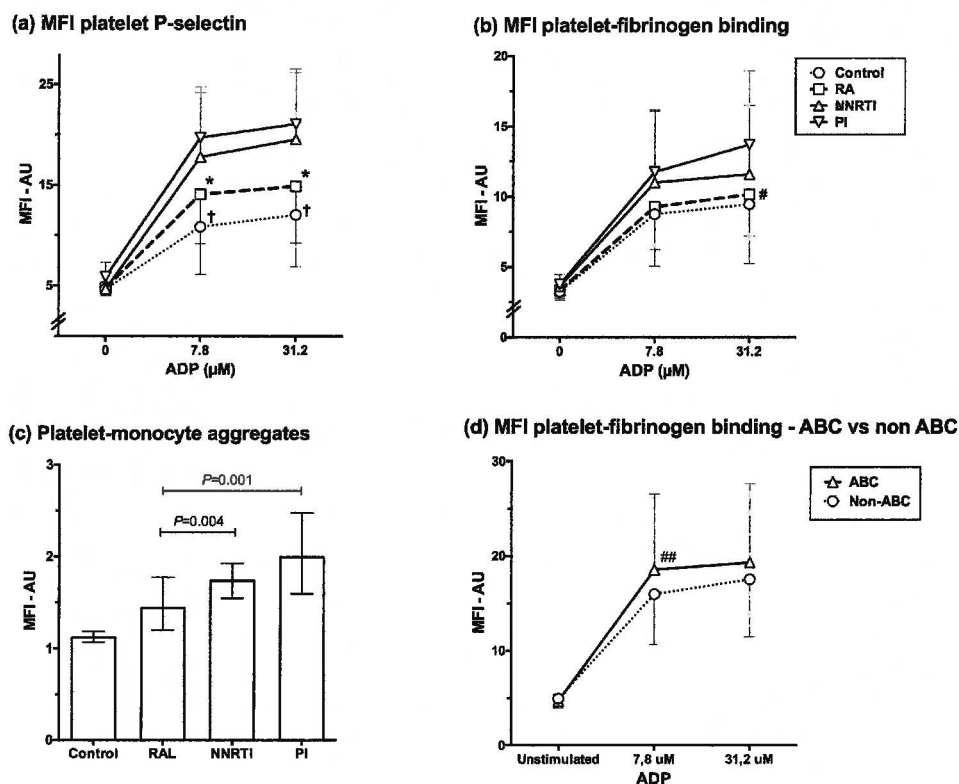 (a) MFI platelet P-selectin
25
15
5
MFI - AU
* *
† †
0 7.8 31.2
ADP (µM)
(b) MFI platelet-fibrinogen binding
20
15
10
5
0
MFI - AU
#
0 7.8 31.2
ADP (µM)
Control
RA
NNRTI
PI
(c) Platelet-monocyte aggregates
3
2
1
0
MFI - AU
P=0.001
P=0.004
Control RAL NNRTI PI
(d) MFI platelet-fibrinogen binding - ABC vs non ABC
30
20
10
0
MFI - AU
##
Unstimulated 7,8 uM 31,2 uM
ADP
ABC
Non-ABC